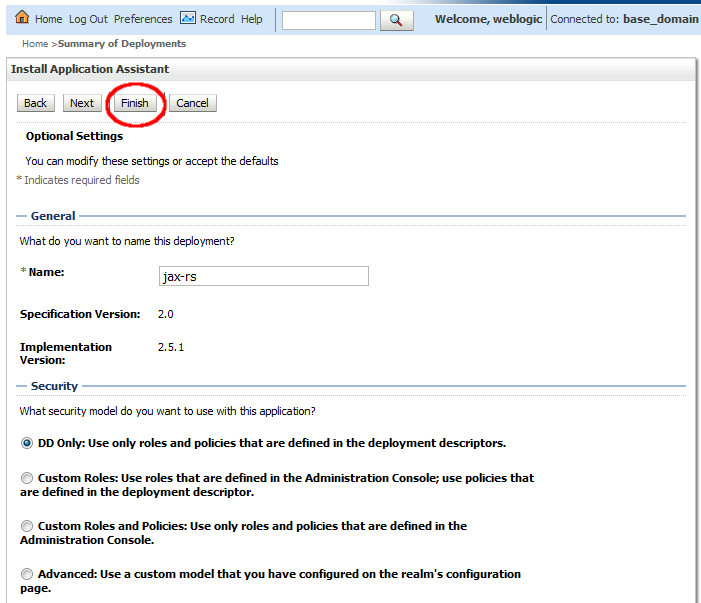 Home Log Out Preferences Record Help Welcome, weblogic Connected to: base_domain
Home >Summary of Deployments
Install Application Assistant
Back Next Finish Cancel
Optional Settings
You can modify these settings or accept the defaults
* Indicates required fields
General
What do you want to name this deployment?
* Name: jax-rs
Specification Version: 2.0
Implementation
Version: 2.5.1
Security
What security model do you want to use with this application?
DD Only: Use only roles and policies that are defined in the deployment descriptors.
Custom Roles: Use roles that are defined in the Administration Console; use policies that
are defined in the deployment descriptor.
Custom Roles and Policies: Use only roles and policies that are defined in the
Administration Console.
Advanced: Use a custom model that you have configured on the realm's configuration
page.